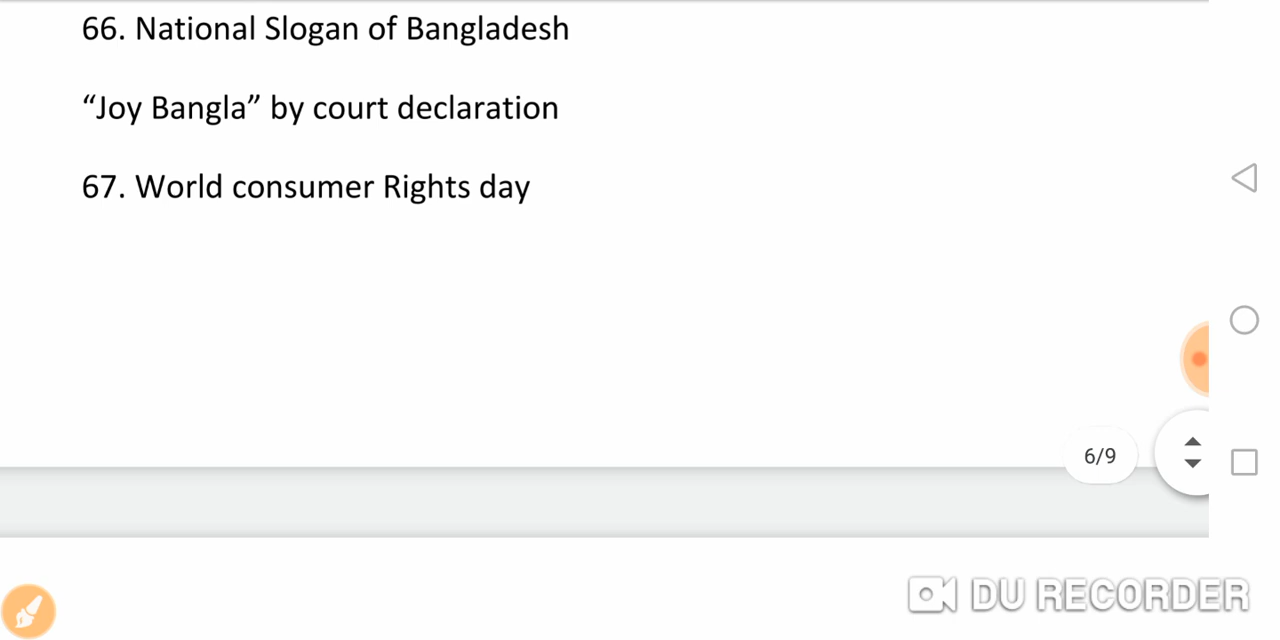 66. National Slogan of Bangladesh
“Joy Bangla” by court declaration
67. World consumer Rights day
6/9
DU RECORDER